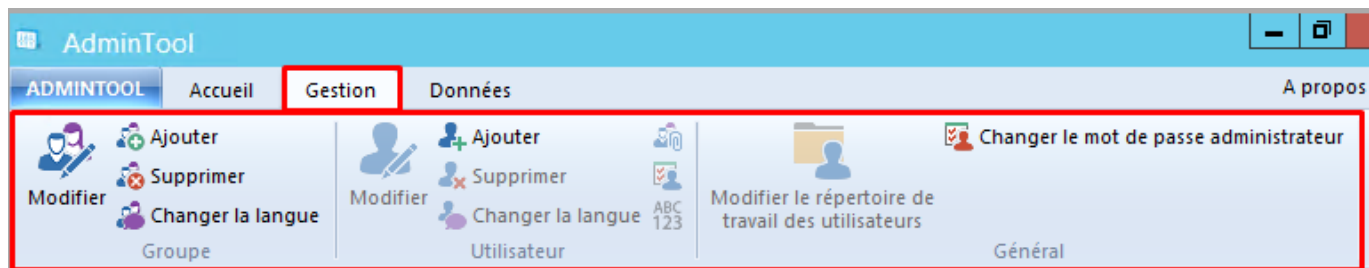 AdminTool
ADMINTOOL Accueil Gestion Données A propos
Modifier
Ajouter
Supprimer
Changer la langue
Groupe
Modifier
Ajouter
Supprimer
Changer la langue
ABC
123
Utilisateur
Modifier le répertoire de
travail des utilisateurs
Changer le mot de passe administrateur
Général